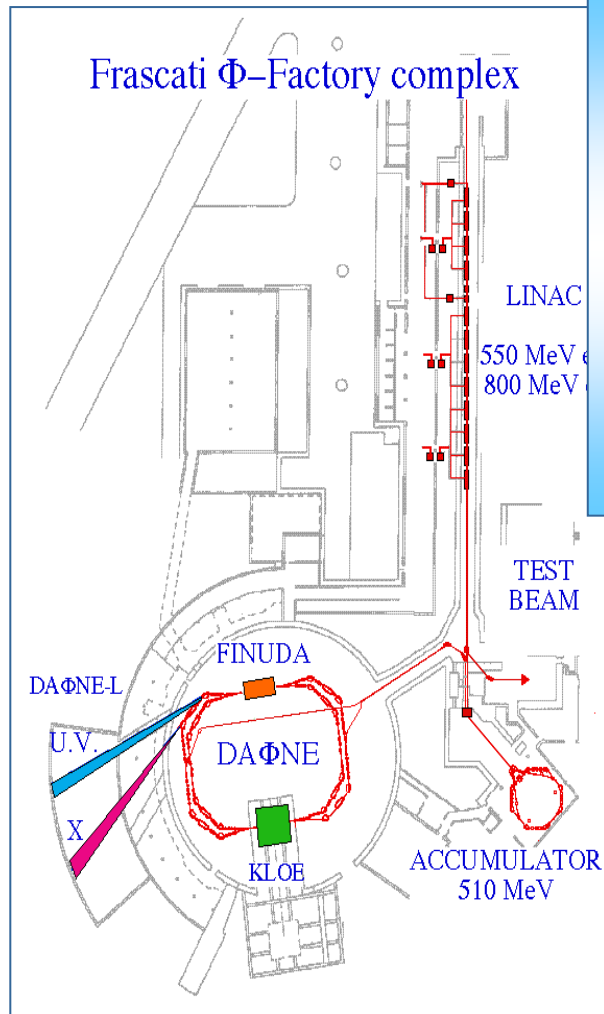 Frascati Φ–Factory complex
LINAC
550 MeV
800 MeV
TEST
BEAM
FINUDA
DAΦNE-L
U.V.
DAΦNE
X
KLOE
ACCUMULATOR
510 MeV